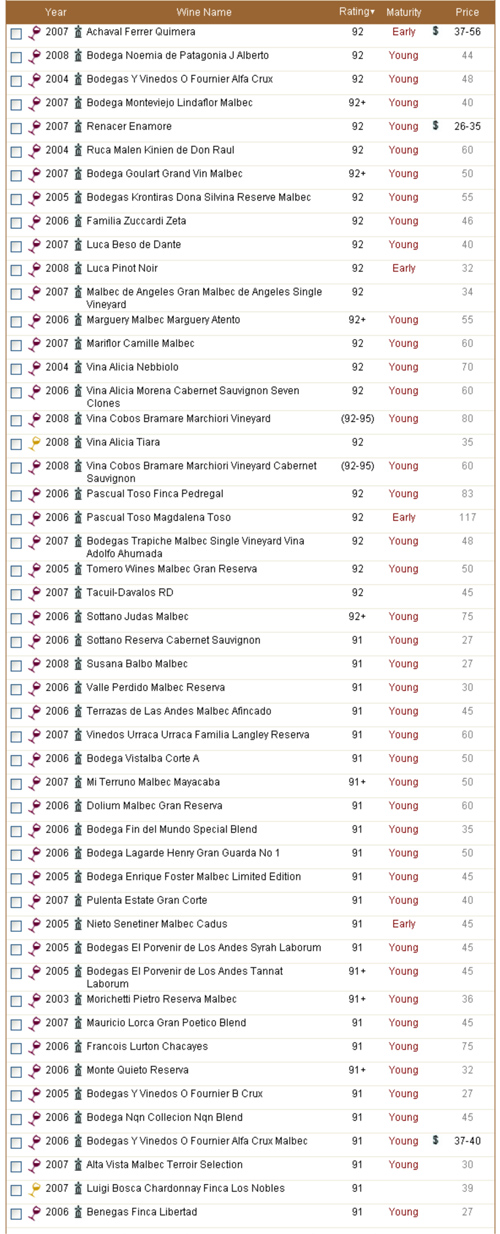 Year Wine Name Rating▾ Maturity Price
2007 Achaval Ferrer Quimera 92 Early $ 37-56
2008 Bodega Noemia de Patagonia J Alberto 92 Young 44
2004 Bodegas Y Vinedos O Fournier Alfa Crux 92 Young 48
2007 Bodega Monteviejo Lindaflor Malbec 92+ Young 40
2007 Renacer Enamore 92 Young $ 26-35
2004 Ruca Malen Kinien de Don Raul 92 Young 60
2007 Bodega Goulart Grand Vin Malbec 92+ Young 50
2005 Bodegas Krontiras Dona Silvina Reserve Malbec 92 Young 55
2006 Familia Zuccardi Zeta 92 Young 46
2007 Luca Beso de Dante 92 Young 40
2008 Luca Pinot Noir 92 Early 32
2007 Malbec de Angeles Gran Malbec de Angeles Single 92 34
Vineyard
2006 Marguery Malbec Marguery Atento 92+ Young 55
2007 Mariflor Camille Malbec 92 Young 60
2004 Vina Alicia Nebbiolo 92 Young 70
2006 Vina Alicia Morena Cabernet Sauvignon Seven 92 Young 60
Clones
2008 Vina Cobos Bramare Marchiori Vineyard (92-95) Young 80
2008 Vina Alicia Tiara 92 35
2008 Vina Cobos Bramare Marchiori Vineyard Cabernet (92-95) Young 60
Sauvignon
2006 Pascual Toso Finca Pedregal 92 Young 83
2006 Pascual Toso Magdalena Toso 92 Early 117
2007 Bodegas Trapiche Malbec Single Vineyard Vina 92 Young 48
Adolfo Ahumada
2005 Tomero Wines Malbec Gran Reserva 92 Young 50
2007 Tacuil-Davalos RD 92 45
2006 Sottano Judas Malbec 92+ Young 75
2006 Sottano Reserva Cabernet Sauvignon 91 Young 27
2008 Susana Balbo Malbec 91 Young 27
2006 Valle Perdido Malbec Reserva 91 Young 30
2006 Terrazas de Las Andes Malbec Afincado 91 Young 45
2007 Vinedos Urraca Urraca Familia Langley Reserva 91 Young 60
2006 Bodega Vistalba Corte A 91 Young 50
2007 Mi Terruno Malbec Mayacaba 91+ Young 50
2006 Dolium Malbec Gran Reserva 91 Young 60
2006 Bodega Fin del Mundo Special Blend 91 Young 35
2006 Bodega Lagarde Henry Gran Guarda No 1 91 Young 50
2005 Bodegas Enrique Foster Malbec Limited Edition 91 Young 45
2007 Pulenta Estate Gran Corte 91 Young 40
2005 Nieto Senetiner Malbec Cadus 91 Early 45
2005 Bodegas El Porvenir de Los Andes Syrah Laborum 91 Young 45
2005 Bodegas El Porvenir de Los Andes Tannat 91+ Young 45
Laborum
2003 Morichetti Pietro Reserva Malbec 91+ Young 36
2007 Mauricio Lorca Gran Poetico Blend 91 Young 45
2006 Francois Lurton Chacayes 91 Young 75
2006 Monte Quieto Reserva 91+ Young 32
2005 Bodegas Y Vinedos O Fournier B Crux 91 Young 27
2006 Bodega Nqn Collecion Nqn Blend 91 Young 45
2006 Bodegas Y Vinedos O Fournier Alfa Crux Malbec 91 Young $ 37-40
2007 Alta Vista Malbec Terroir Selection 91 Young 30
2007 Luigi Bosca Chardonnay Finca Los Nobles 91 39
2006 Benegas Finca Libertad 91 Young 27